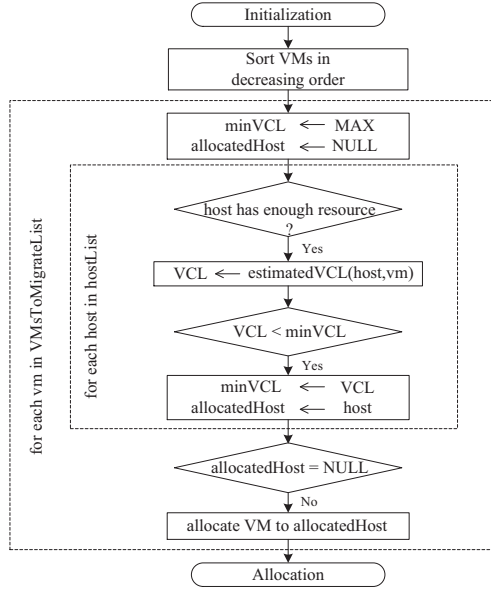 Initialization
Sort VMs in
decreasing order
minVCL ← MAX
allocatedHost ← NULL
for each vm in VMsToMigrateList
for each host in hostList
host has enough resource
?
Yes
VCL ← estimatedVCL(host,vm)
VCL < minVCL
Yes
minVCL ← VCL
allocatedHost ← host
allocatedHost = NULL
No
allocate VM to allocatedHost
Allocation